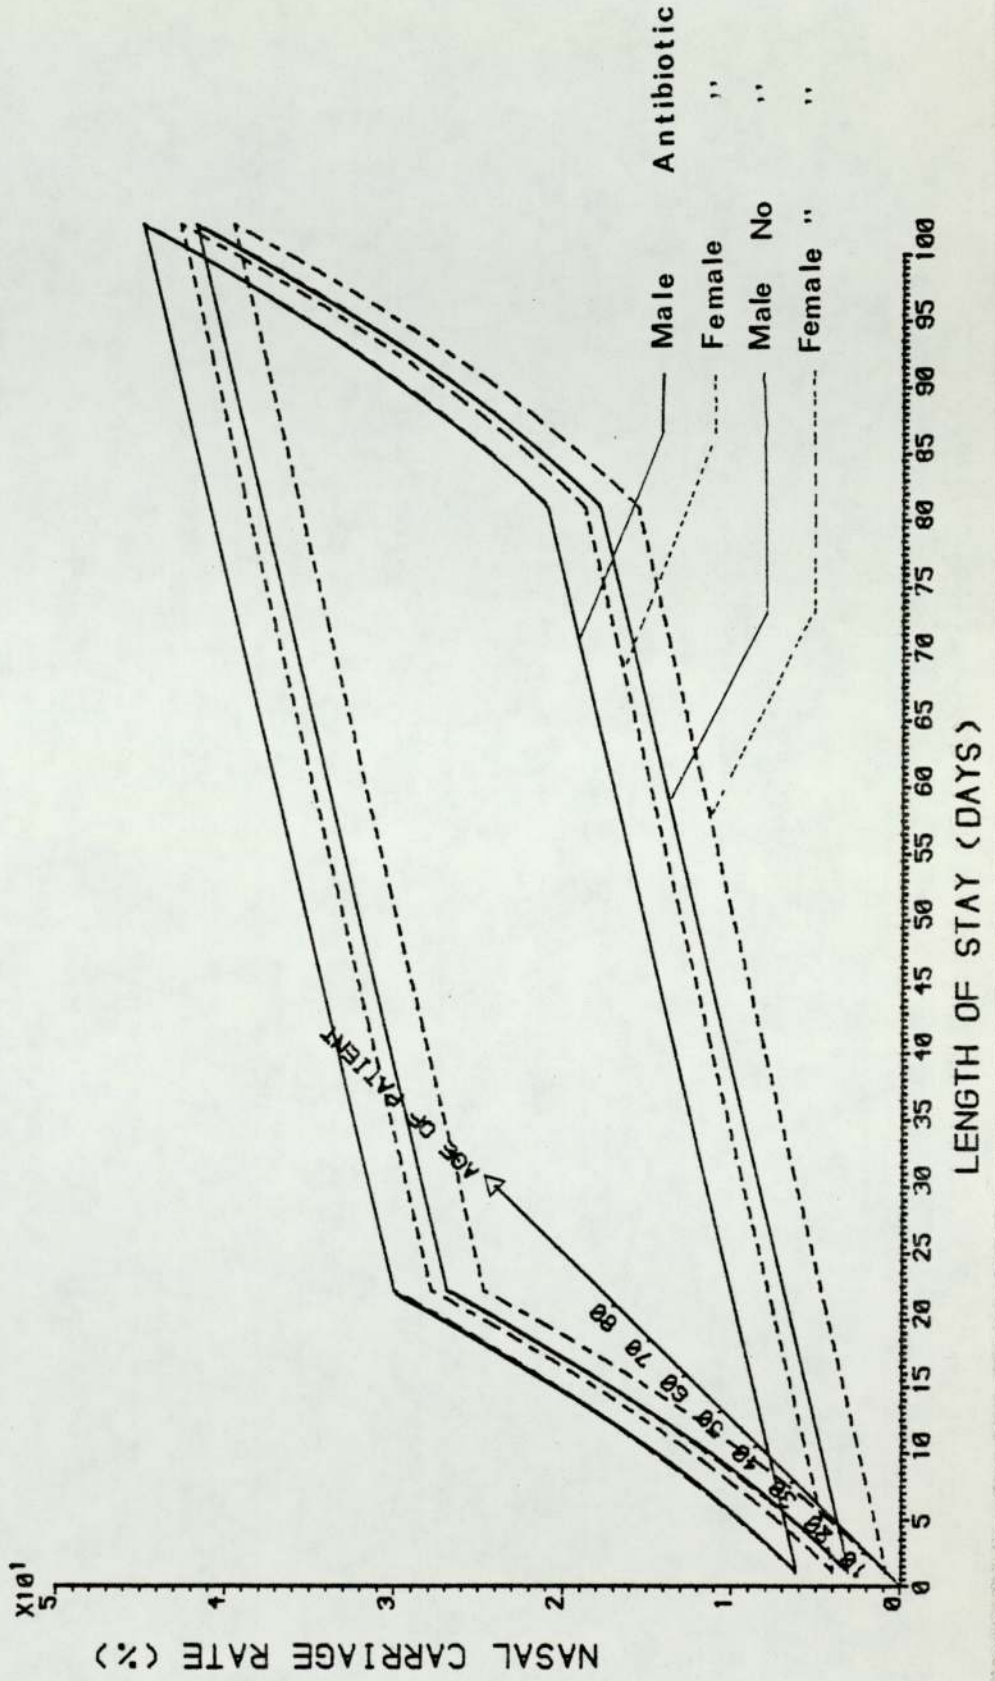 X10¹
5
4
3
2
1
0
NASAL CARRIAGE RATE (%)
AGE OF PATIENT
10 20 30 40 50 60 70 80
Male Antibiotic
Female ,,
Male No ,,
Female " ,,
0 5 10 15 20 25 30 35 40 45 50 55 60 65 70 75 80 85 90 95 100
LENGTH OF STAY (DAYS)